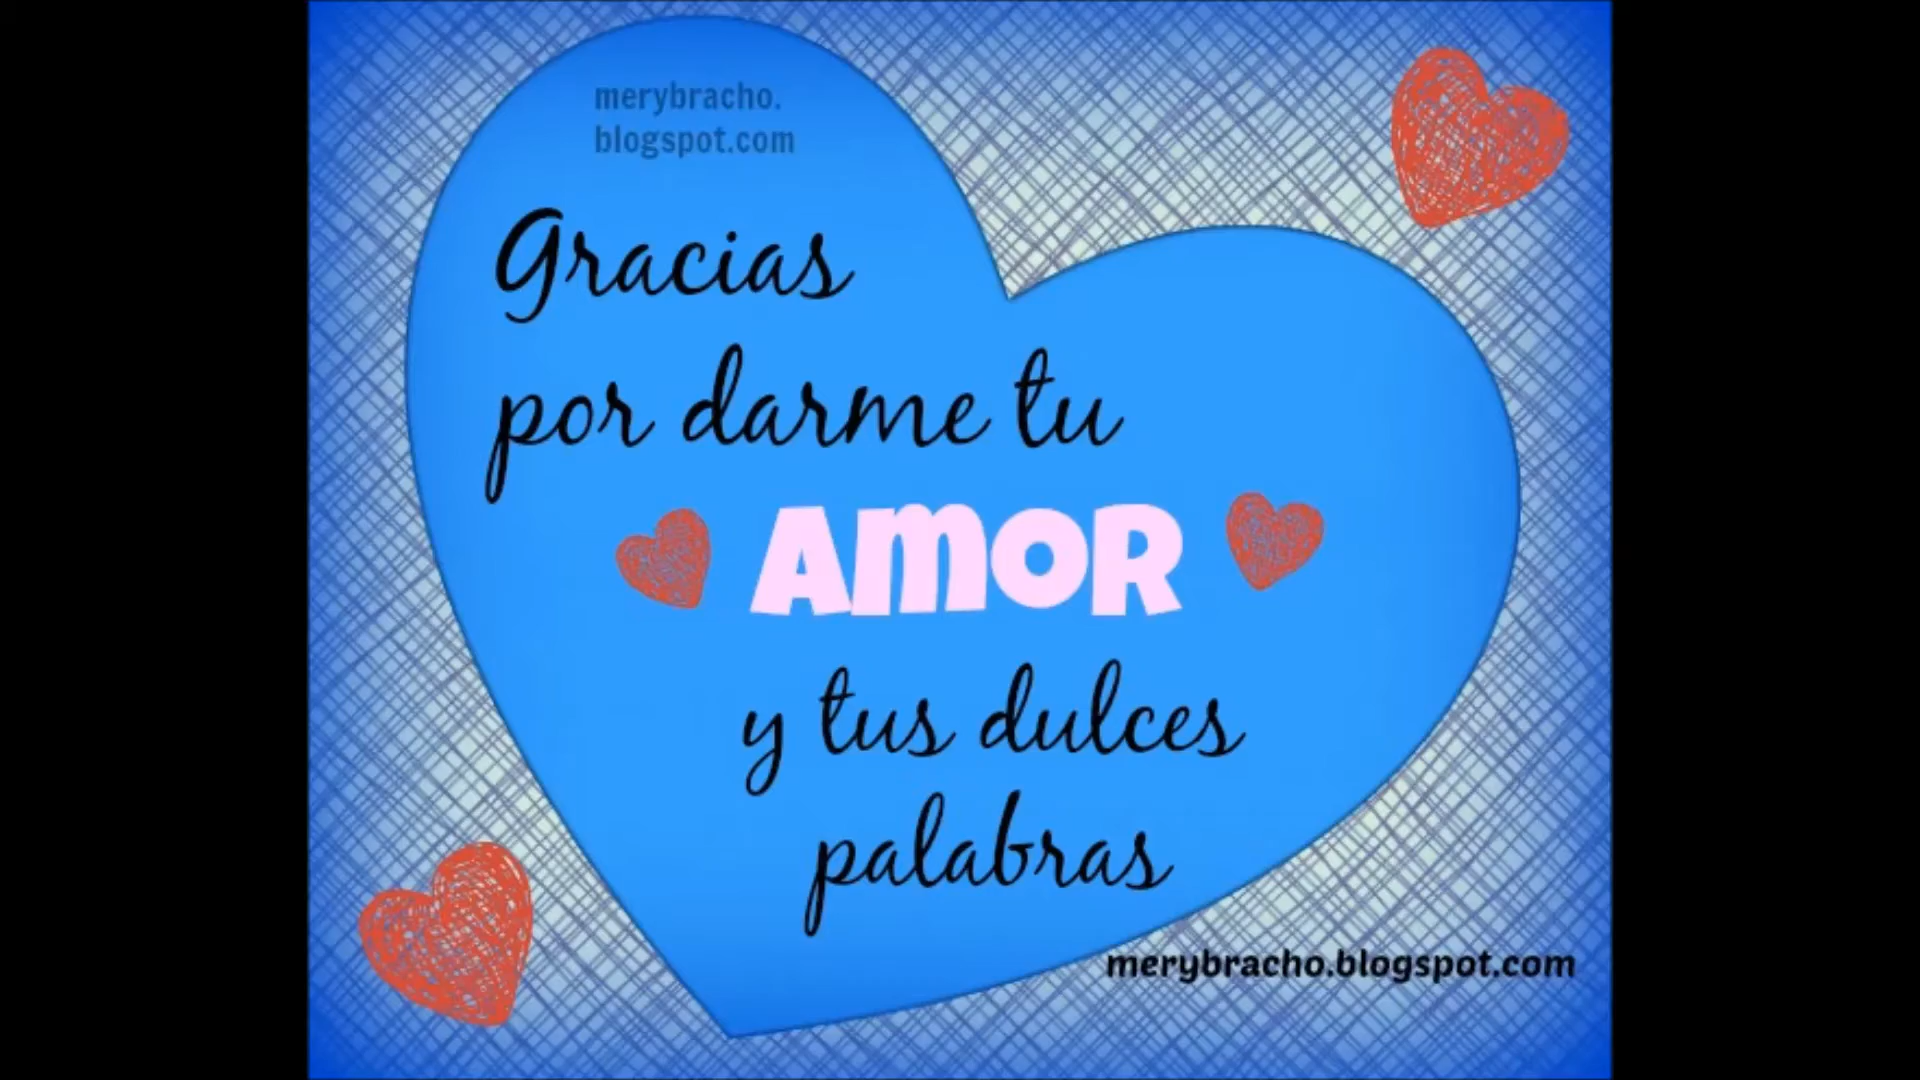 merybracho.
blogspot.com
Gracias
por darme tu
AMOR
y tus dulces
palabras
merybracho.blogspot.com